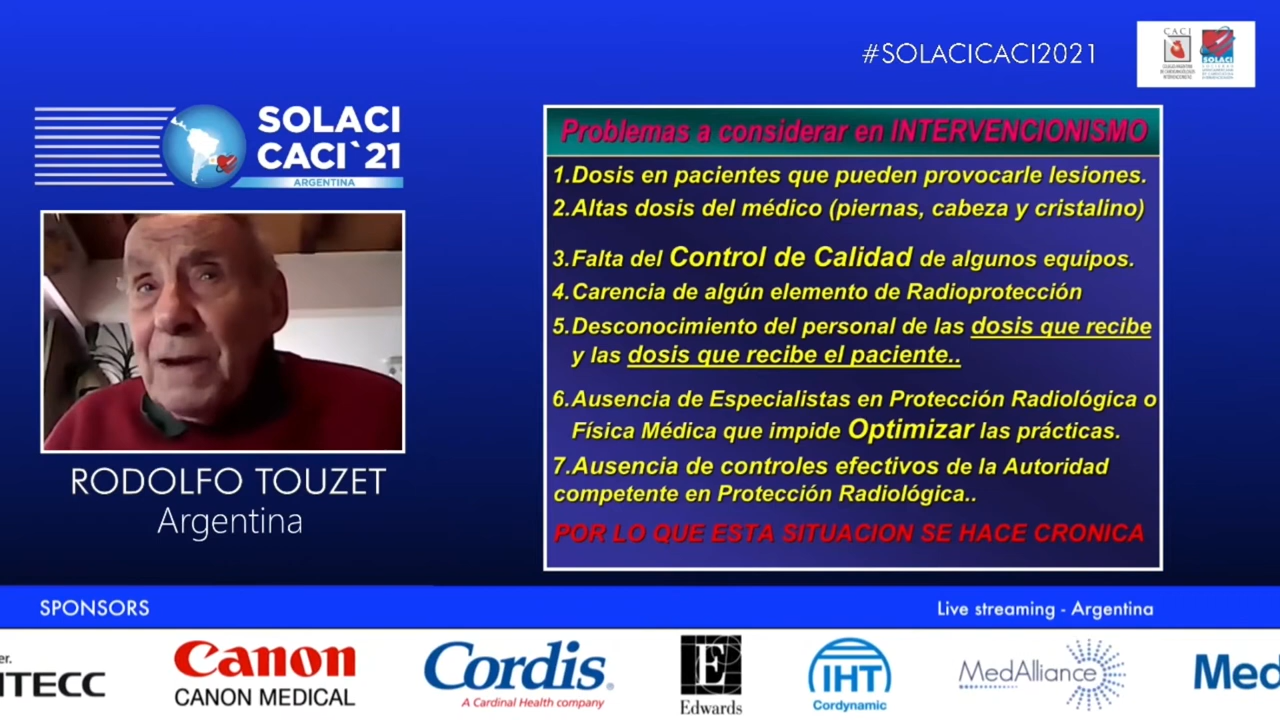 #SOLACICACI2021
CACI
SOLACI
SOLACI
CACI`21
ARGENTINA
RODOLFO TOUZET
Argentina
Problemas a considerar en INTERVENCIONISMO
1.Dosis en pacientes que pueden provocarle lesiones.
2.Altas dosis del médico (piernas, cabeza y cristalino)
3.Falta del Control de Calidad de algunos equipos.
4.Carencia de algún elemento de Radioprotección
5.Desconocimiento del personal de las dosis que recibe
y las dosis que recibe el paciente..
6.Ausencia de Especialistas en Protección Radiológica o
Física Médica que impide Optimizar las prácticas.
7.Ausencia de controles efectivos de la Autoridad
competente en Protección Radiológica..
POR LO QUE ESTA SITUACION SE HACE CRONICA
SPONSORS
Live streaming - Argentina
er.
ITECC
Canon
CANON MEDICAL
Cordis
A Cardinal Health company
E
Edwards
IHT
Cordynamic
MedAlliance
Med